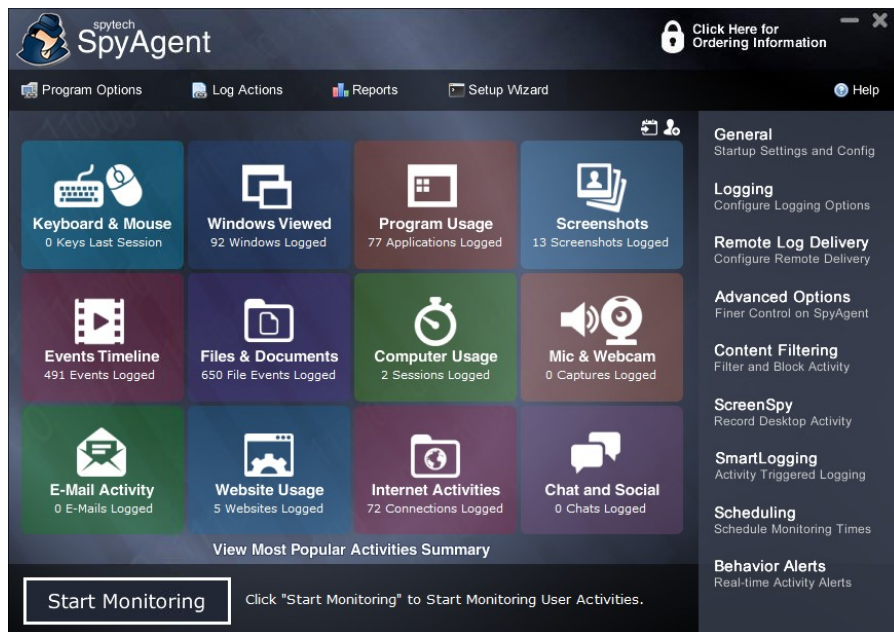 spytech
SpyAgent
Click Here for
Ordering Information
Program Options
Log Actions
Reports
Setup Wizard
Help
Keyboard & Mouse
0 Keys Last Session
Windows Viewed
92 Windows Logged
Program Usage
77 Applications Logged
Screenshots
13 Screenshots Logged
Events Timeline
491 Events Logged
Files & Documents
650 File Events Logged
Computer Usage
2 Sessions Logged
Mic & Webcam
0 Captures Logged
E-Mail Activity
0 E-Mails Logged
Website Usage
5 Websites Logged
Internet Activities
72 Connections Logged
Chat and Social
0 Chats Logged
View Most Popular Activities Summary
General
Startup Settings and Config
Logging
Configure Logging Options
Remote Log Delivery
Configure Remote Delivery
Advanced Options
Finer Control on SpyAgent
Content Filtering
Filter and Block Activity
ScreenSpy
Record Desktop Activity
SmartLogging
Activity Triggered Logging
Scheduling
Schedule Monitoring Times
Behavior Alerts
Real-time Activity Alerts
Start Monitoring
Click "Start Monitoring" to Start Monitoring User Activities.